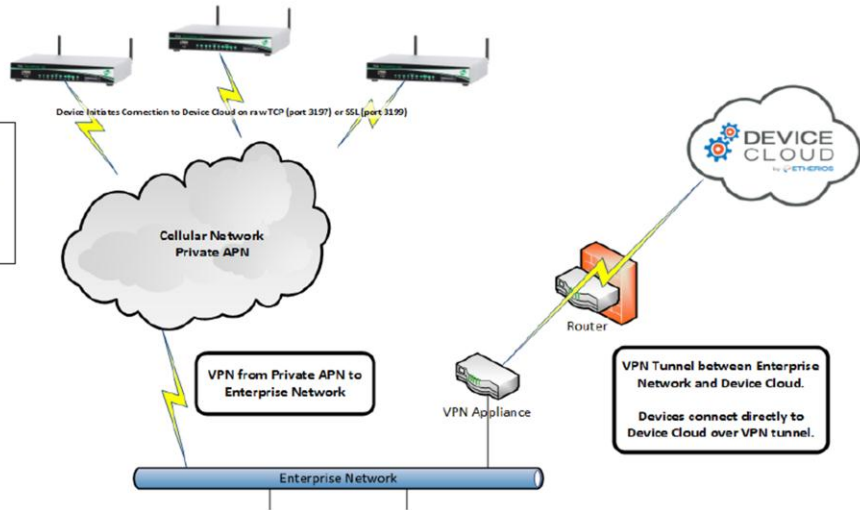 Device Initiates Connection to Device Cloud on raw TCP (port 3197) or SSL (port 3199)
DEVICE
CLOUD
by ETHERIOS
Cellular Network
Private APN
Router
VPN from Private APN to
Enterprise Network
VPN Appliance
VPN Tunnel between Enterprise
Network and Device Cloud.
Devices connect directly to
Device Cloud over VPN tunnel.
Enterprise Network